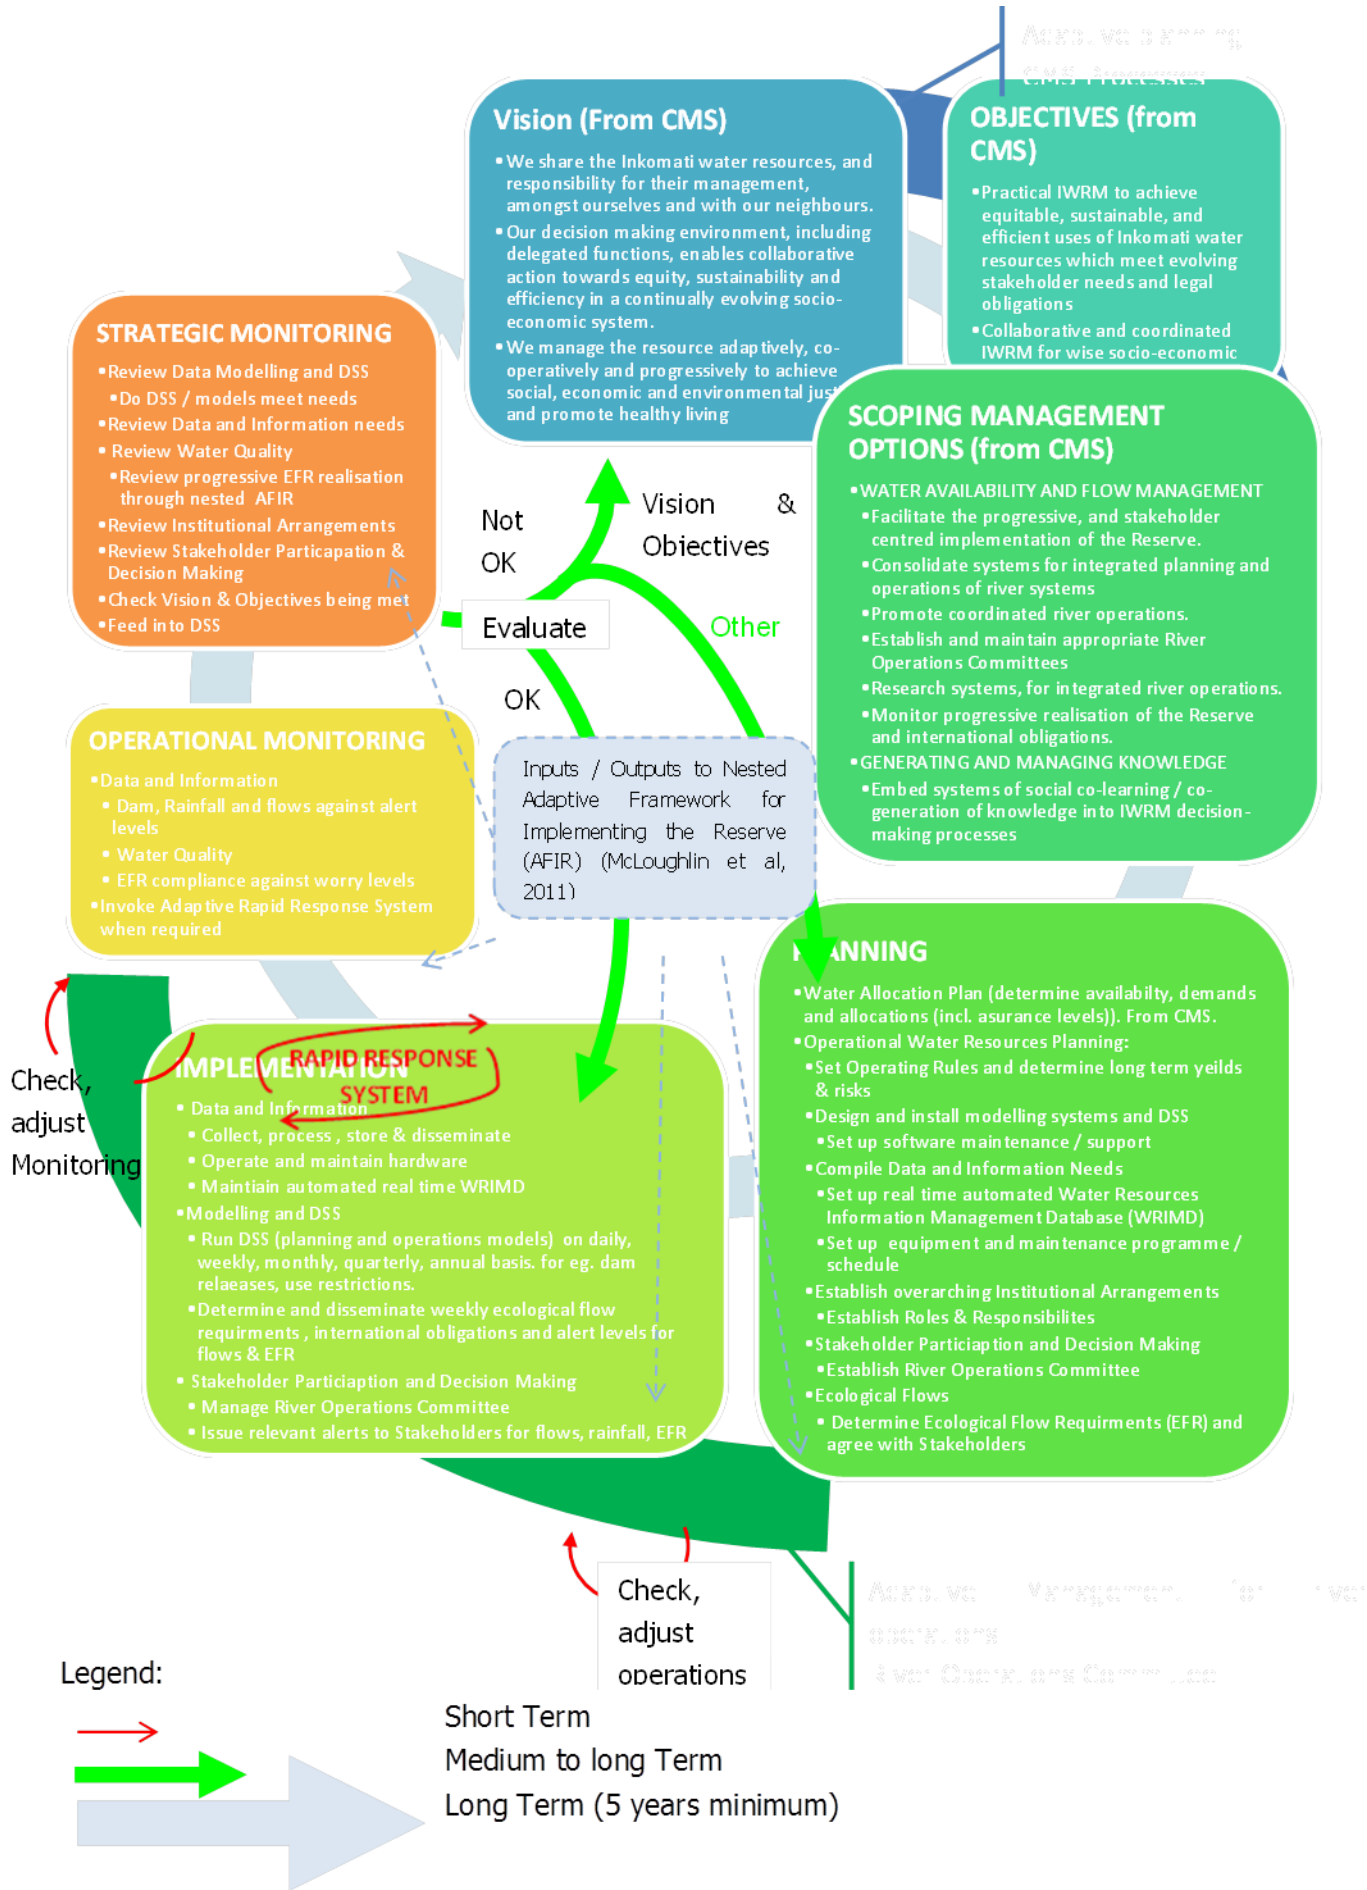 Adaptive planning
CMS Processes
Vision (From CMS)
•We share the Inkomati water resources, and
responsibility for their management,
amongst ourselves and with our neighbours.
•Our decision making environment, including
delegated functions, enables collaborative
action towards equity, sustainability and
efficiency in a continually evolving socio-
economic system.
•We manage the resource adaptively, co-
operatively and progressively to achieve
social, economic and environmental just
and promote healthy living
OBJECTIVES (from
CMS)
•Practical IWRM to achieve
equitable, sustainable, and
efficient uses of Inkomati water
resources which meet evolving
stakeholder needs and legal
obligations
•Collaborative and coordinated
IWRM for wise socio-economic
STRATEGIC MONITORING
•Review Data Modelling and DSS
•Do DSS / models meet needs
•Review Data and Information needs
• Review Water Quality
•Review progressive EFR realisation
through nested AFIR
•Review Institutional Arrangements
•Review Stakeholder Particapation &
Decision Making
•Check Vision & Objectives being met
•Feed into DSS
SCOPING MANAGEMENT
OPTIONS (from CMS)
•WATER AVAILABILITY AND FLOW MANAGEMENT
•Facilitate the progressive, and stakeholder
centred implementation of the Reserve.
•Consolidate systems for integrated planning and
operations of river systems
•Promote coordinated river operations.
•Establish and maintain appropriate River
Operations Committees
•Research systems, for integrated river operations.
•Monitor progressive realisation of the Reserve
and international obligations.
•GENERATING AND MANAGING KNOWLEDGE
•Embed systems of social co-learning / co-
generation of knowledge into IWRM decision-
making processes
Not
OK
Vision &
Objectives
Evaluate
Other
OK
Inputs / Outputs to Nested
Adaptive Framework for
Implementing the Reserve
(AFIR) (McLoughlin et al,
2011)
OPERATIONAL MONITORING
•Data and Information
• Dam, Rainfall and flows against alert
levels
• Water Quality
• EFR compliance against worry levels
•Invoke Adaptive Rapid Response System
when required
PLANNING
•Water Allocation Plan (determine availabilty, demands
and allocations (incl. asurance levels)). From CMS.
•Operational Water Resources Planning:
•Set Operating Rules and determine long term yeilds
& risks
•Design and install modelling systems and DSS
•Set up software maintenance / support
•Compile Data and Information Needs
•Set up real time automated Water Resources
Information Management Database (WRIMD)
•Set up equipment and maintenance programme /
schedule
•Establish overarching Institutional Arrangements
•Establish Roles & Responsibilites
•Stakeholder Particiaption and Decision Making
•Establish River Operations Committee
•Ecological Flows
• Determine Ecological Flow Requirments (EFR) and
agree with Stakeholders
Check,
adjust
Monitoring
IMPLEMENTATION
RAPID RESPONSE
SYSTEM
• Data and Information
• Collect, process , store & disseminate
• Operate and maintain hardware
• Maintiain automated real time WRIMD
•Modelling and DSS
• Run DSS (planning and operations models) on daily,
weekly, monthly, quarterly, annual basis. for eg. dam
relaeases, use restrictions.
•Determine and disseminate weekly ecological flow
requirments , international obligations and alert levels for
flows & EFR
• Stakeholder Particiaption and Decision Making
• Manage River Operations Committee
• Issue relevant alerts to Stakeholders for flows, rainfall, EFR
Check,
adjust
operations
Adaptive Management for river
operations
River Operations Committee
Legend:
Short Term
Medium to long Term
Long Term (5 years minimum)